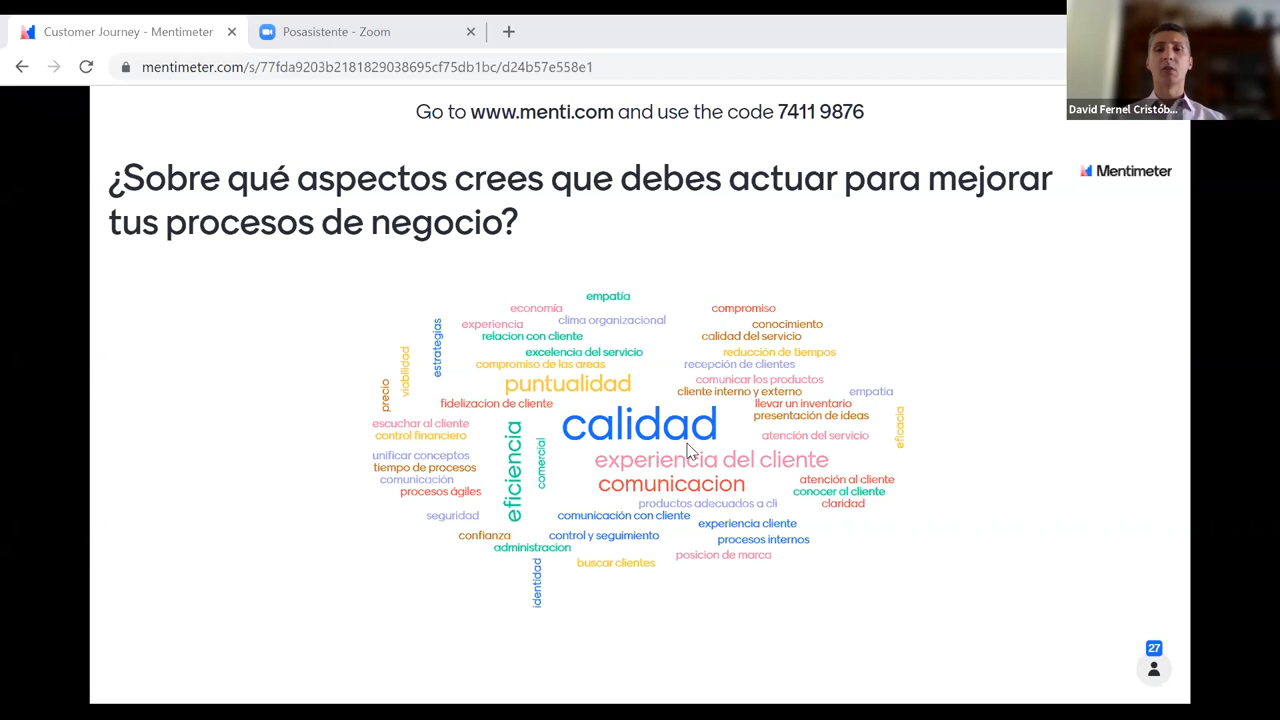 Customer Journey - Mentimeter
Posasistente - Zoom
mentimeter.com/s/77fda9203b2181829038695cf75db1bc/d24b57e558e1
David Fernel Cristób...
Go to www.menti.com and use the code 7411 9876
¿Sobre qué aspectos crees que debes actuar para mejorar
tus procesos de negocio?
Mentimeter
empatía
economía
compromiso
experiencia
clima organizacional
conocimiento
relacion con cliente
calidad del servicio
estrategias
excelencia del servicio
reducción de tiempos
viabilidad
compromiso de las areas
recepción de clientes
precio
puntualidad
comunicar los productos
cliente interno y externo
empatia
fidelizacion de cliente
llevar un inventario
presentación de ideas
escuchar al cliente
calidad
eficacia
control financiero
atención del servicio
eficiencia
comercial
unificar conceptos
experiencia del cliente
tiempo de procesos
comunicación
comunicacion
atención al cliente
procesos ágiles
conocer al cliente
productos adecuados a cli
claridad
seguridad
comunicación con cliente
experiencia cliente
confianza
control y seguimiento
procesos internos
administracion
posicion de marca
buscar clientes
identidad
27